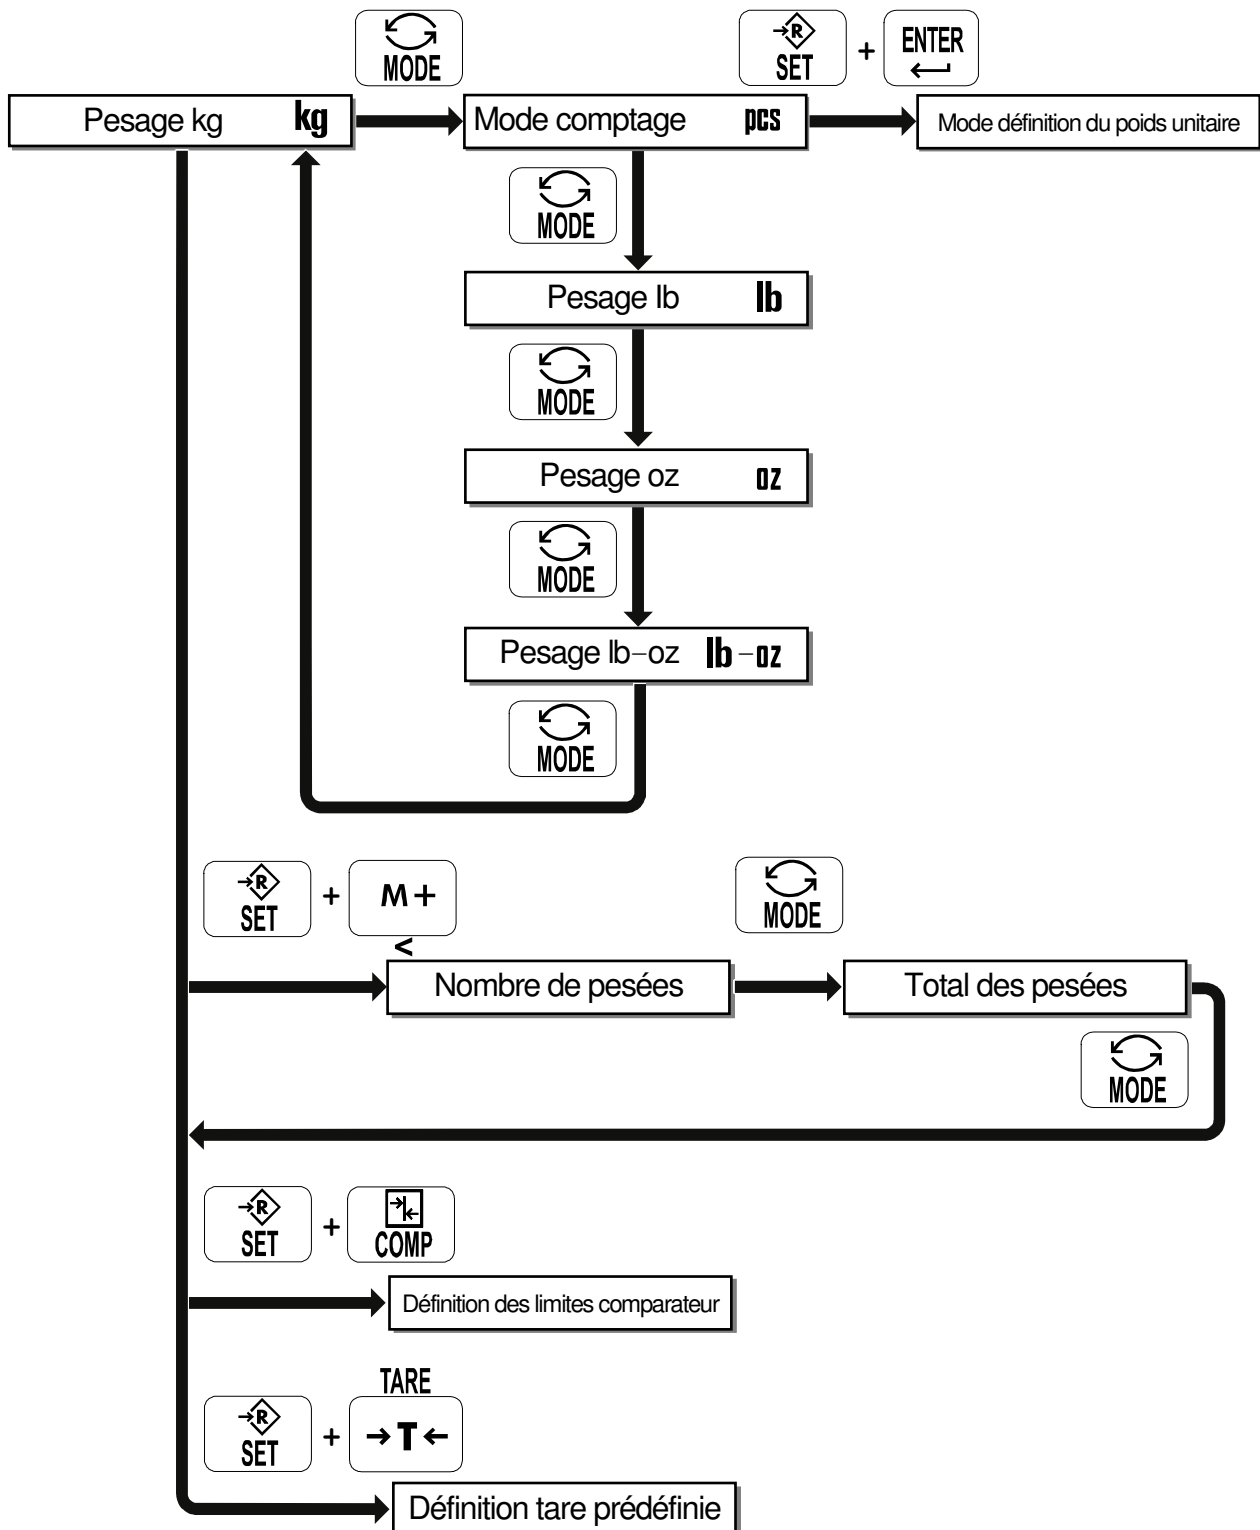 MODE
R
SET
+
ENTER
Pesage kg kg
Mode comptage pcs
Mode définition du poids unitaire
MODE
Pesage lb lb
MODE
Pesage oz oz
MODE
Pesage lb-oz lb-oz
MODE
R
SET
+
M+
<
MODE
Nombre de pesées
Total des pesées
MODE
R
SET
+
COMP
Définition des limites comparateur
TARE
R
SET
+
→T←
Définition tare prédéfinie